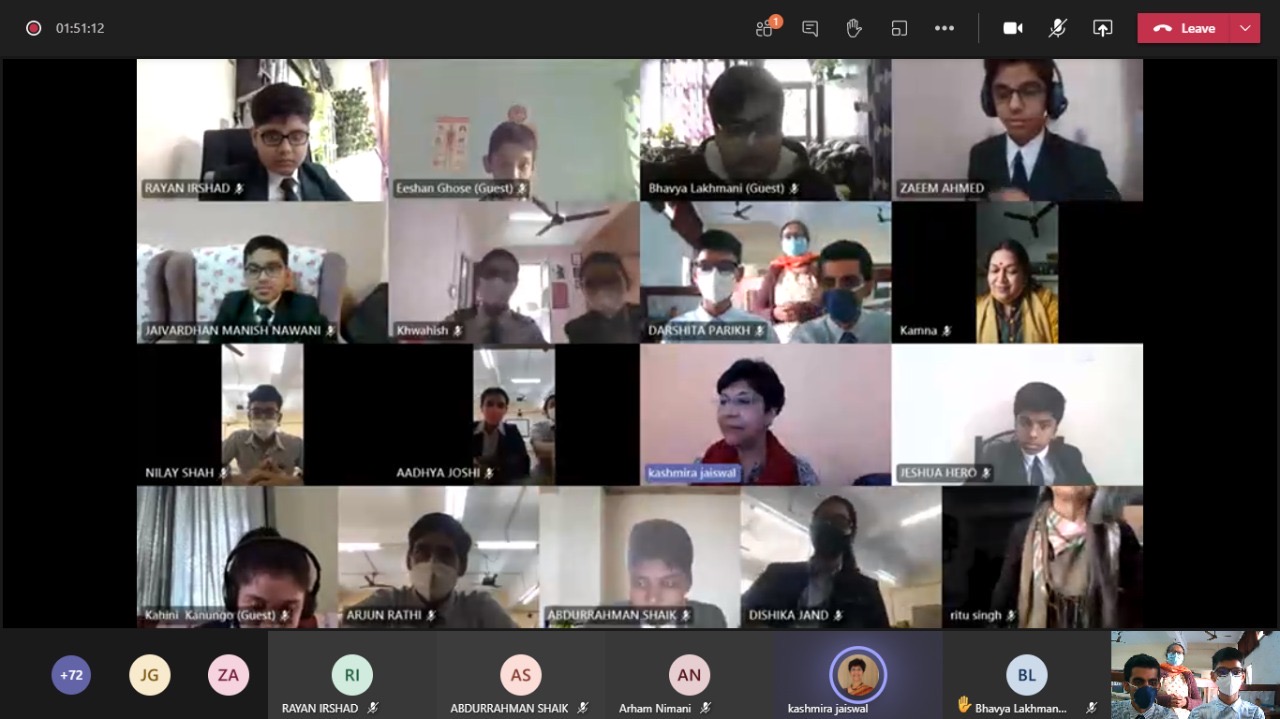 01:51:12
1
Leave
RAYAN IRSHAD
Eeshan Ghose (Guest)
Bhavya Lakhmani (Guest)
ZAEEM AHMED
JAIVARDHAN MANISH NAWANI
Khwahish
DARSHITA PARIKH
Kamna
NILAY SHAH
AADHYA JOSHI
kashmira jaiswal
JESHUA HERO
Kahini Kanungo (Guest)
ARJUN RATHI
ABDURRAHMAN SHAIK
DISHIKA JAND
ritu singh
+72
JG
ZA
RI
AS
AN
BL
RAYAN IRSHAD
ABDURRAHMAN SHAIK
Arham Nimani
kashmira jaiswal
Bhavya Lakhman...